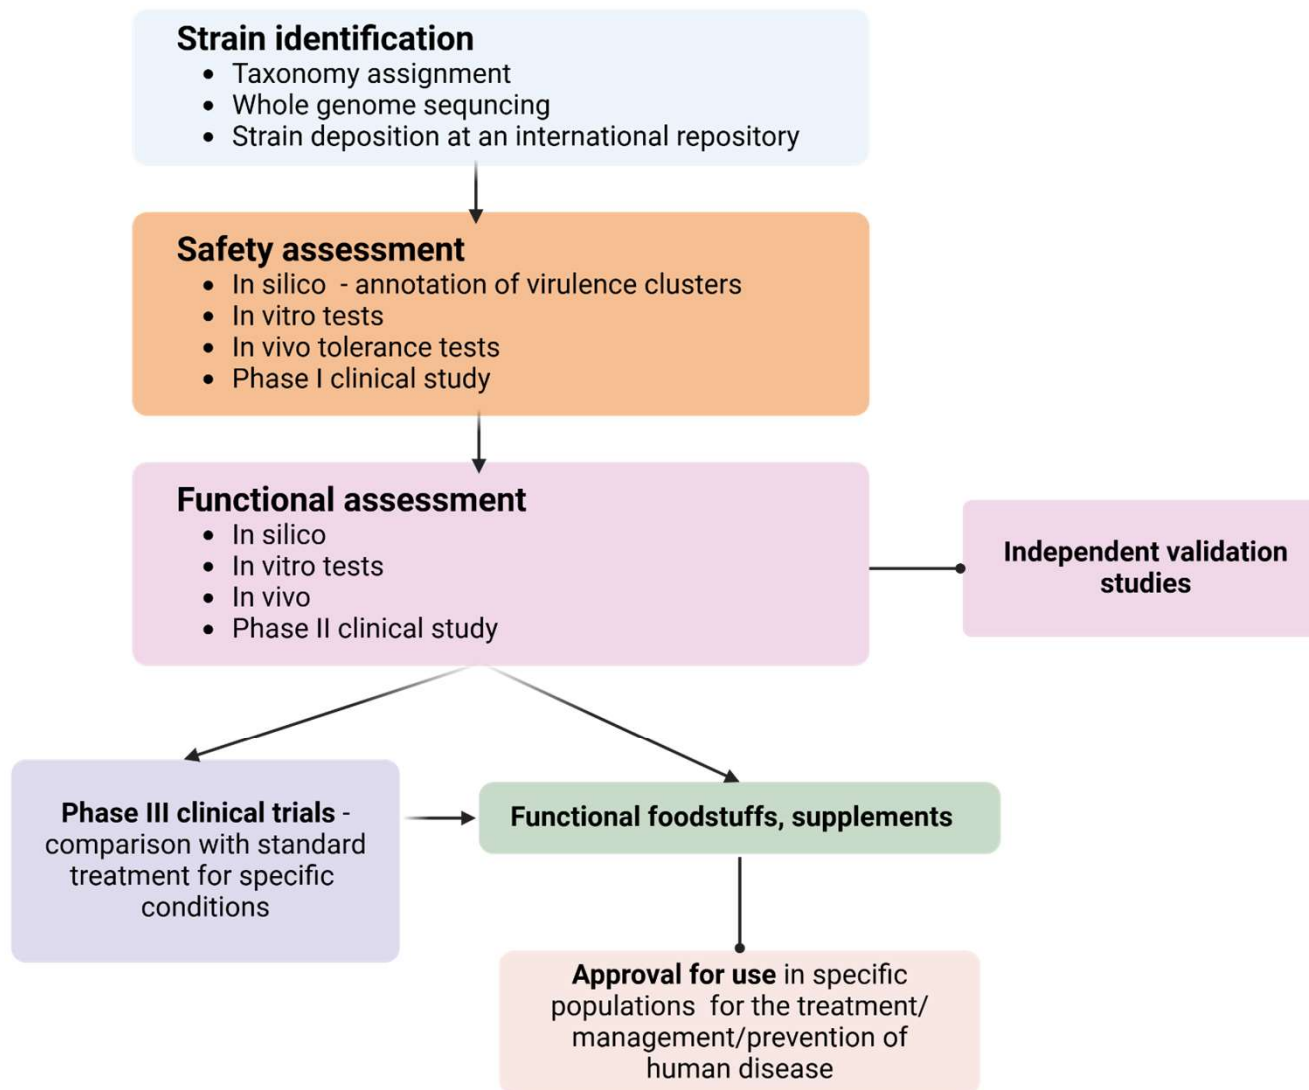 Strain identification
• Taxonomy assignment
• Whole genome sequncing
• Strain deposition at an international repository
Safety assessment
• In silico  - annotation of virulence clusters
• In vitro tests
• In vivo tolerance tests
• Phase I clinical study
Functional assessment
• In silico
• In vitro tests
• In vivo
• Phase II clinical study
Independent validation
studies
Phase III clinical trials -
comparison with standard
treatment for specific
conditions
Functional foodstuffs, supplements
Approval for use in specific
populations  for the treatment/
management/prevention of
human disease